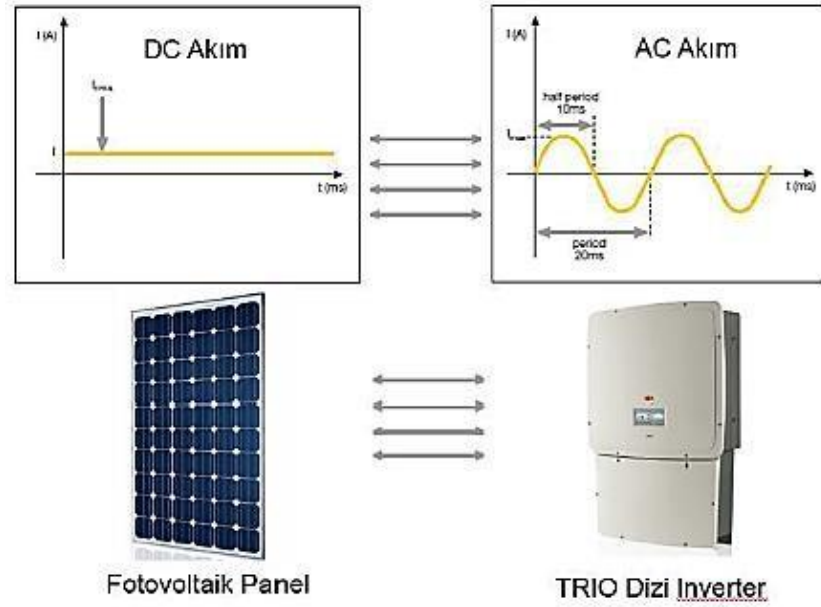 I (A)
DC Akım
I
t (ms)
I (A)
AC Akım
half period
10ms
t (ms)
period
20ms
Fotovoltaik Panel
TRIO Dizi Inverter